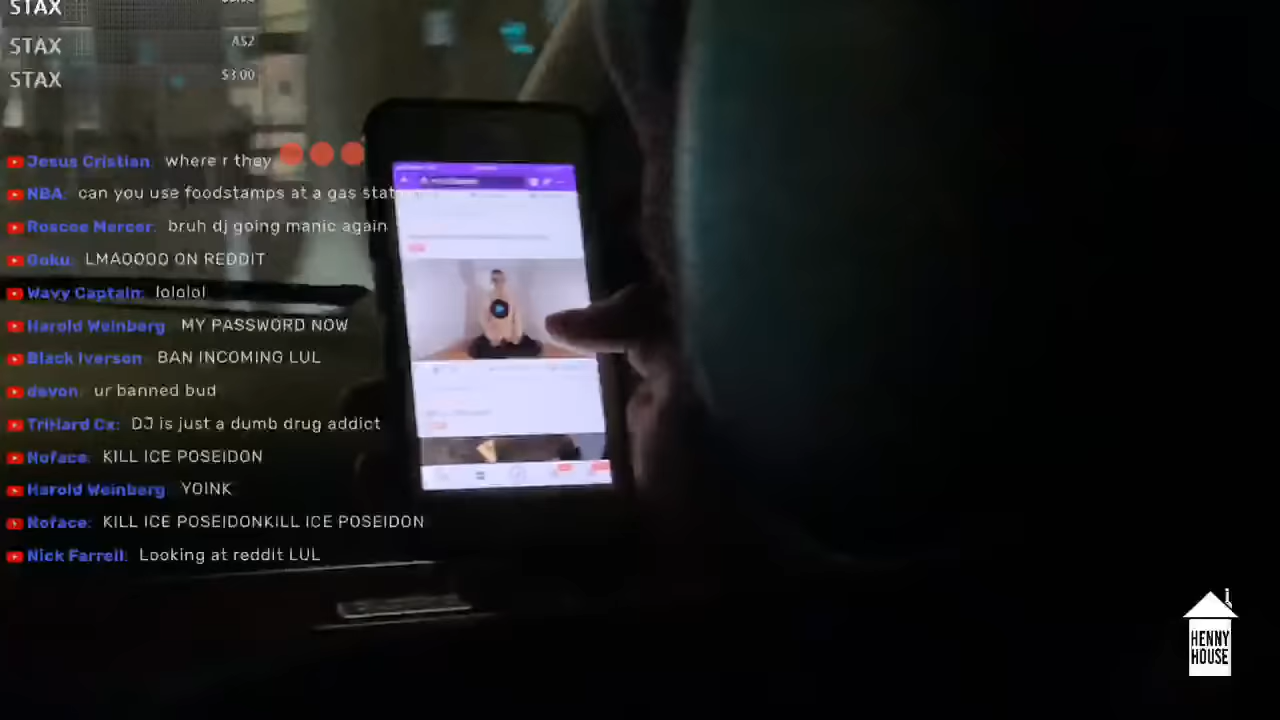 STAX
STAX A52
STAX $3.00
Jesus Cristian: where r they
NBA: can you use foodstamps at a gas stat
Roscoe Mercer: bruh dj going manic again
Goku: LMAOOOO ON REDDIT
Wavy Captain: lololol
Harold Weinberg MY PASSWORD NOW
Black Iverson: BAN INCOMING LUL
devon: ur banned bud
TriHard Cx: DJ is just a dumb drug addict
Noface: KILL ICE POSEIDON
Harold Weinberg YOINK
Noface: KILL ICE POSEIDONKILL ICE POSEIDON
Nick Farrell: Looking at reddit LUL
HENNY
HOUSE